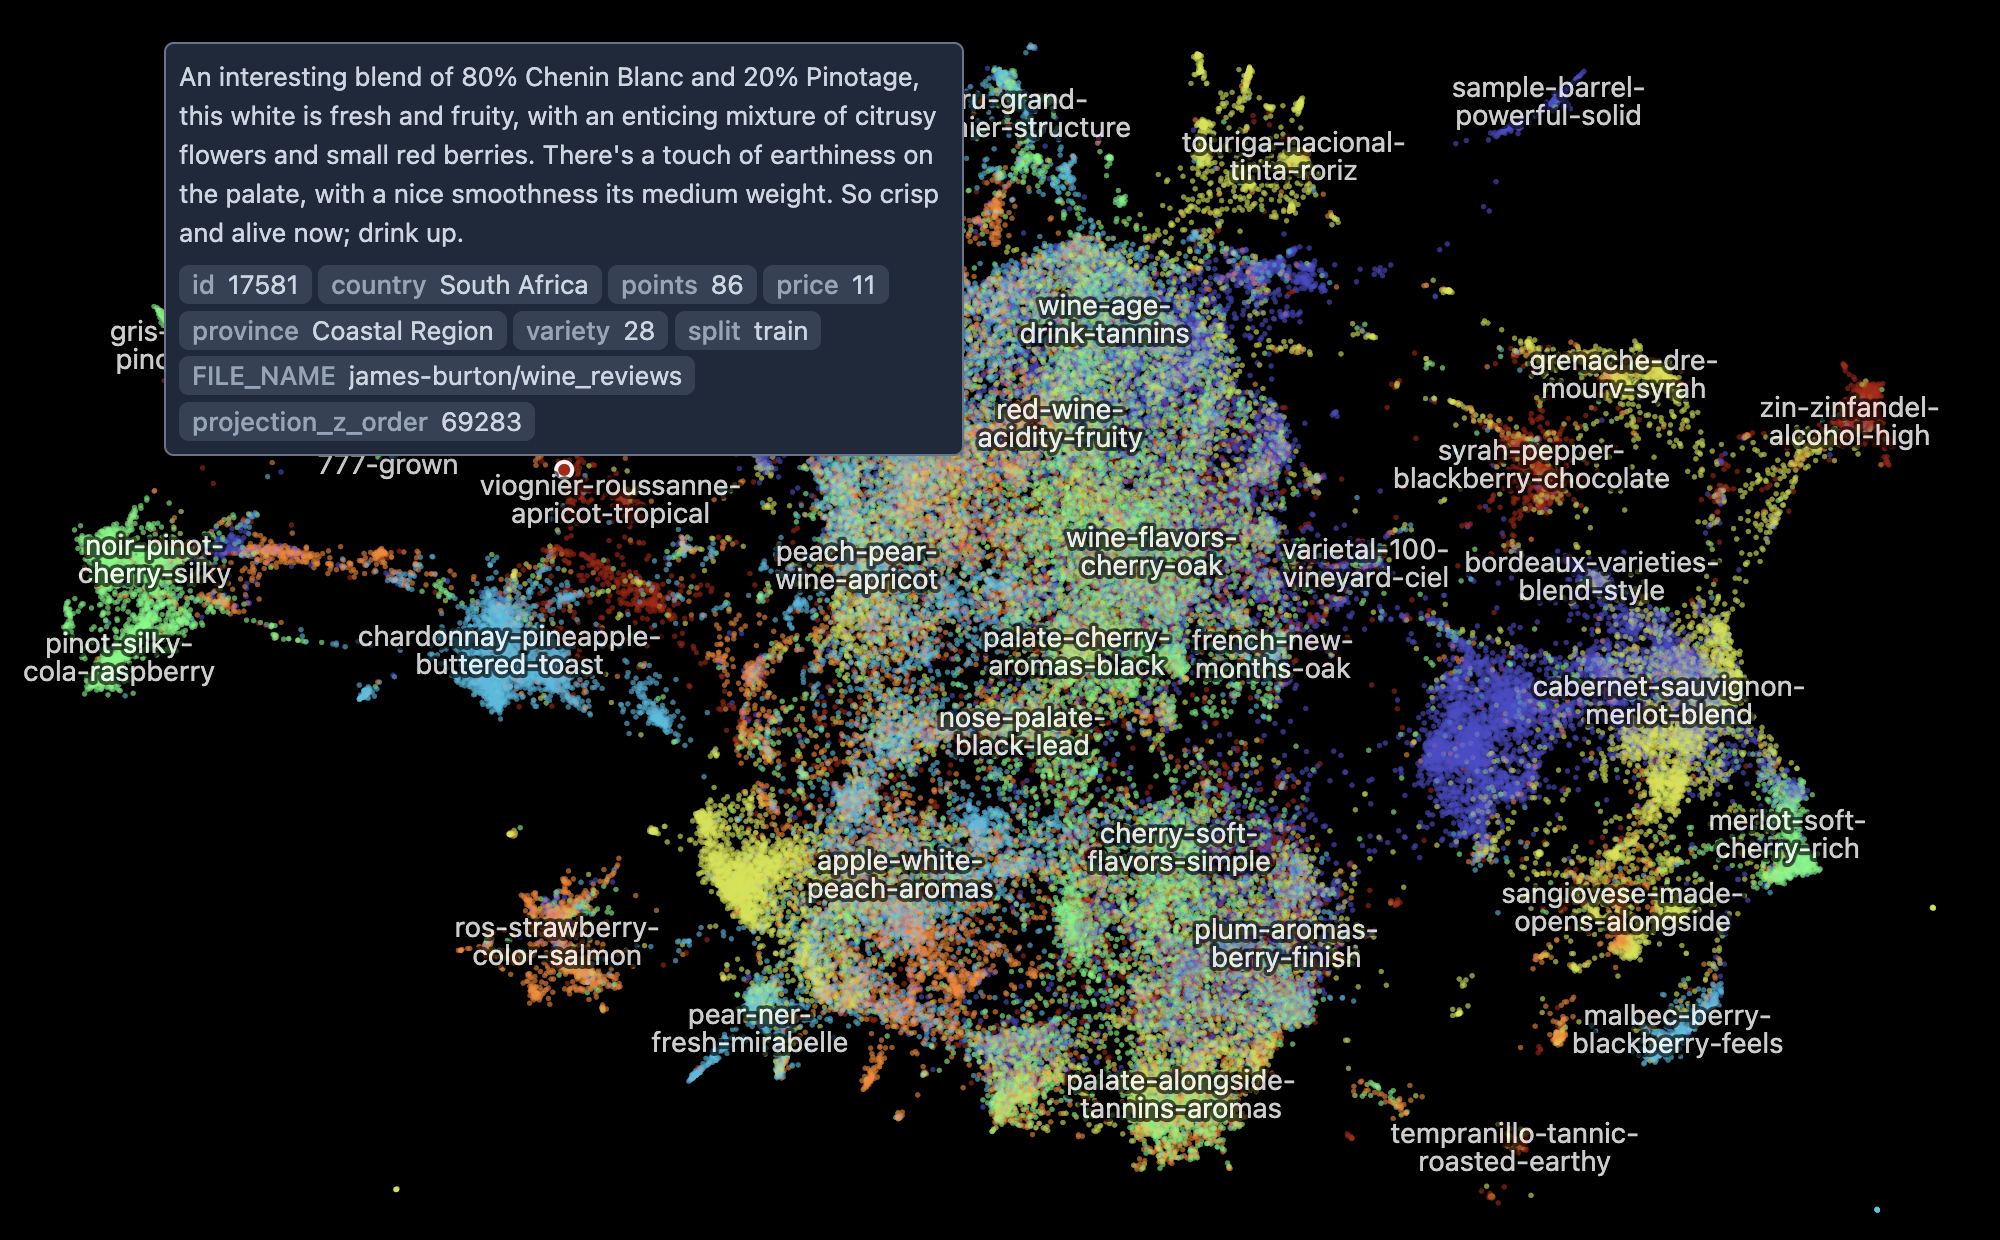 An interesting blend of 80% Chenin Blanc and 20% Pinotage,
this white is fresh and fruity, with an enticing mixture of citrusy
flowers and small red berries. There's a touch of earthiness on
the palate, with a nice smoothness its medium weight. So crisp
and alive now; drink up.
id 17581 country South Africa points 86 price 11
province Coastal Region variety 28 split train
FILE_NAME james-burton/wine_reviews
projection_z_order 69283
ru-grand-
ier-structure
sample-barrel-
powerful-solid
touriga-nacional-
tinta-roriz
wine-age-
drink-tannins
gris-
pino
grenache-dre-
mourv-syrah
zin-zinfandel-
alcohol-high
red-wine-
acidity-fruity
syrah-pepper-
blackberry-chocolate
777-grown
viognier-roussanne-
apricot-tropical
noir-pinot-
cherry-silky
peach-pear-
wine-apricot
wine-flavors-
cherry-oak
varietal-100-
vineyard-ciel
bordeaux-varieties-
blend-style
pinot-silky-
cola-raspberry
chardonnay-pineapple-
buttered-toast
palate-cherry-
aromas-black
french-new-
months-oak
cabernet-sauvignon-
merlot-blend
nose-palate-
black-lead
cherry-soft-
flavors-simple
merlot-soft-
cherry-rich
apple-white-
peach-aromas
sangiovese-made-
opens-alongside
ros-strawberry-
color-salmon
plum-aromas-
berry-finish
pear-ner-
fresh-mirabelle
malbec-berry-
blackberry-feels
palate-alongside-
tannins-aromas
tempranillo-tannic-
roasted-earthy